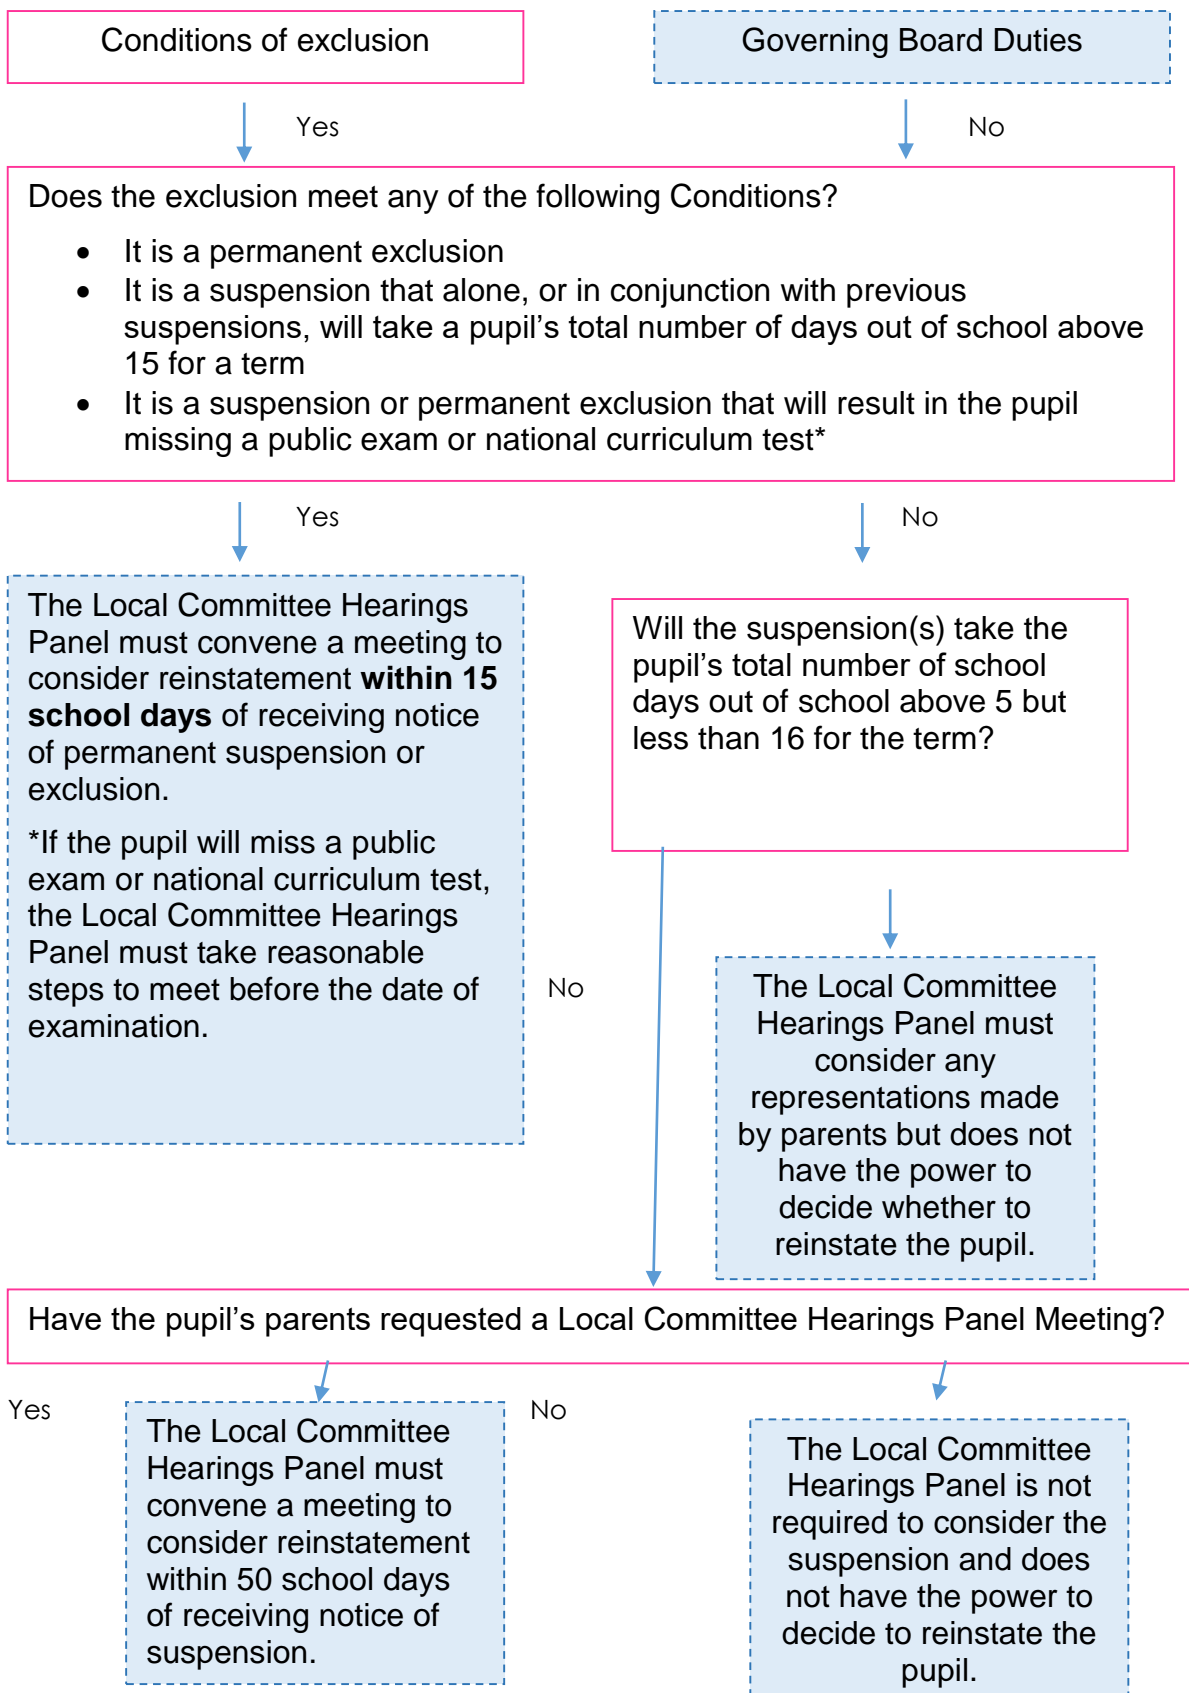 Conditions of exclusion
Governing Board Duties
Yes
No
Does the exclusion meet any of the following Conditions?
• It is a permanent exclusion
• It is a suspension that alone, or in conjunction with previous
suspensions, will take a pupil’s total number of days out of school above
15 for a term
• It is a suspension or permanent exclusion that will result in the pupil
missing a public exam or national curriculum test*
Yes
No
The Local Committee Hearings
Panel must convene a meeting to
consider reinstatement within 15
school days of receiving notice
of permanent suspension or
exclusion.
*If the pupil will miss a public
exam or national curriculum test,
the Local Committee Hearings
Panel must take reasonable
steps to meet before the date of
examination.
Will the suspension(s) take the
pupil’s total number of school
days out of school above 5 but
less than 16 for the term?
No
The Local Committee
Hearings Panel must
consider any
representations made
by parents but does not
have the power to
decide whether to
reinstate the pupil.
Have the pupil’s parents requested a Local Committee Hearings Panel Meeting?
Yes
The Local Committee
Hearings Panel must
convene a meeting to
consider reinstatement
within 50 school days
of receiving notice of
suspension.
No
The Local Committee
Hearings Panel is not
required to consider the
suspension and does
not have the power to
decide to reinstate the
pupil.